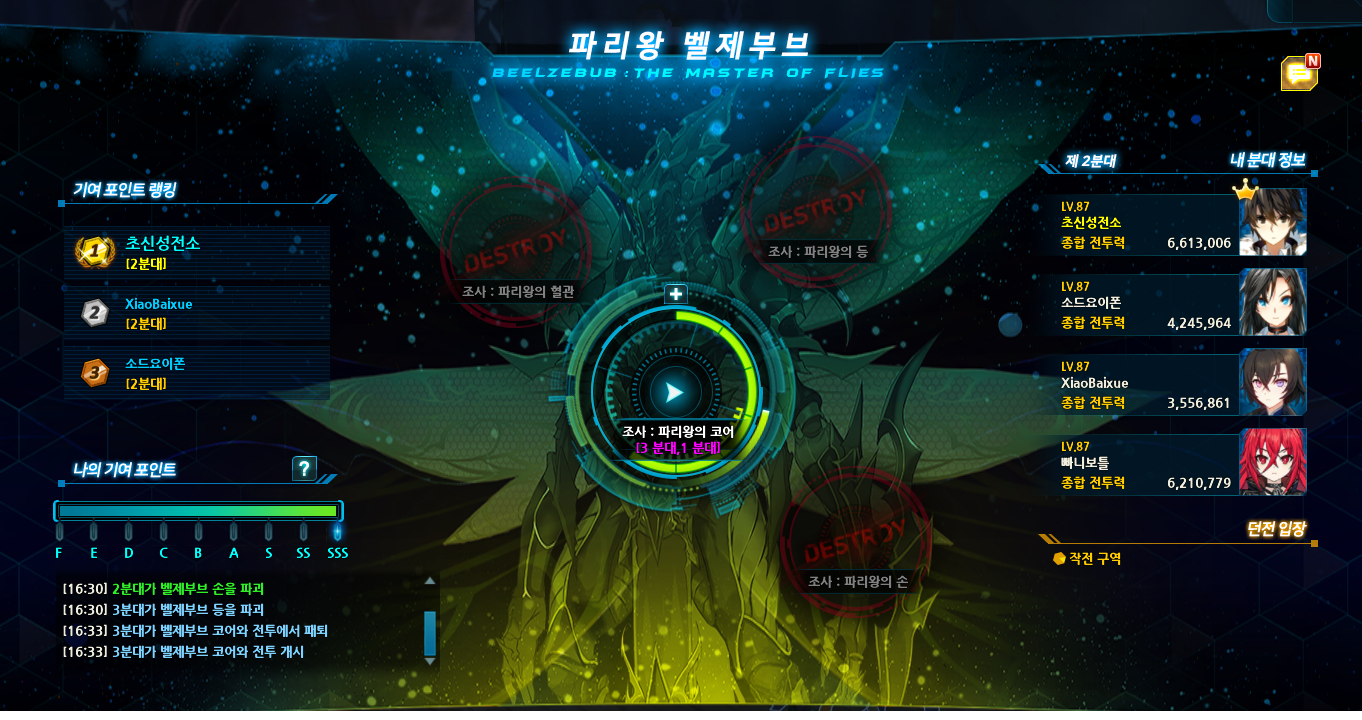 파리왕 벨제부브
BEELZEBUB : THE MASTER OF FLIES
N
기여 포인트 랭킹
1
초신성전소
[2분대]
2
XiaoBaixue
[2분대]
3
소드요이폰
[2분대]
나의 기여 포인트
?
F E D C B A S SS SSS
[16:30] 2분대가 벨제부브 손을 파괴
[16:30] 3분대가 벨제부브 등을 파괴
[16:33] 3분대가 벨제부브 코어와 전투에서 패퇴
[16:33] 3분대가 벨제부브 코어와 전투 개시
DESTROY
조사 : 파리왕의 혈관
DESTROY
조사 : 파리왕의 등
조사 : 파리왕의 코어
[3 분대,1 분대]
DESTROY
조사 : 파리왕의 손
제 2분대 내 분대 정보
LV.87
초신성전소
종합 전투력 6,613,006
LV.87
소드요이폰
종합 전투력 4,245,964
LV.87
XiaoBaixue
종합 전투력 3,556,861
LV.87
빠니보틀
종합 전투력 6,210,779
던전 입장
작전 구역